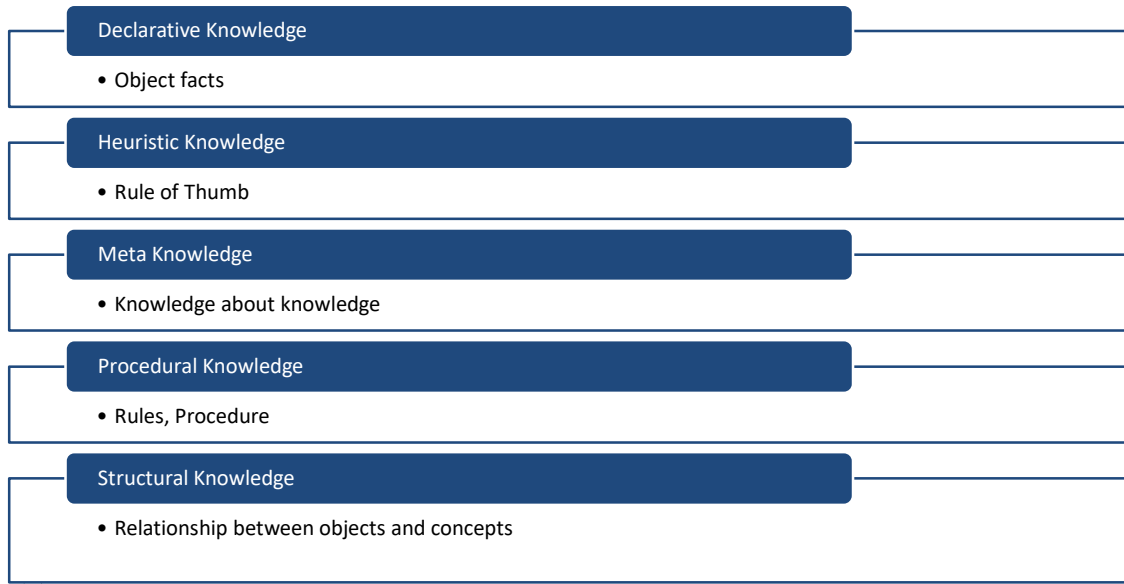 Declarative Knowledge
• Object facts
Heuristic Knowledge
• Rule of Thumb
Meta Knowledge
• Knowledge about knowledge
Procedural Knowledge
• Rules, Procedure
Structural Knowledge
• Relationship between objects and concepts